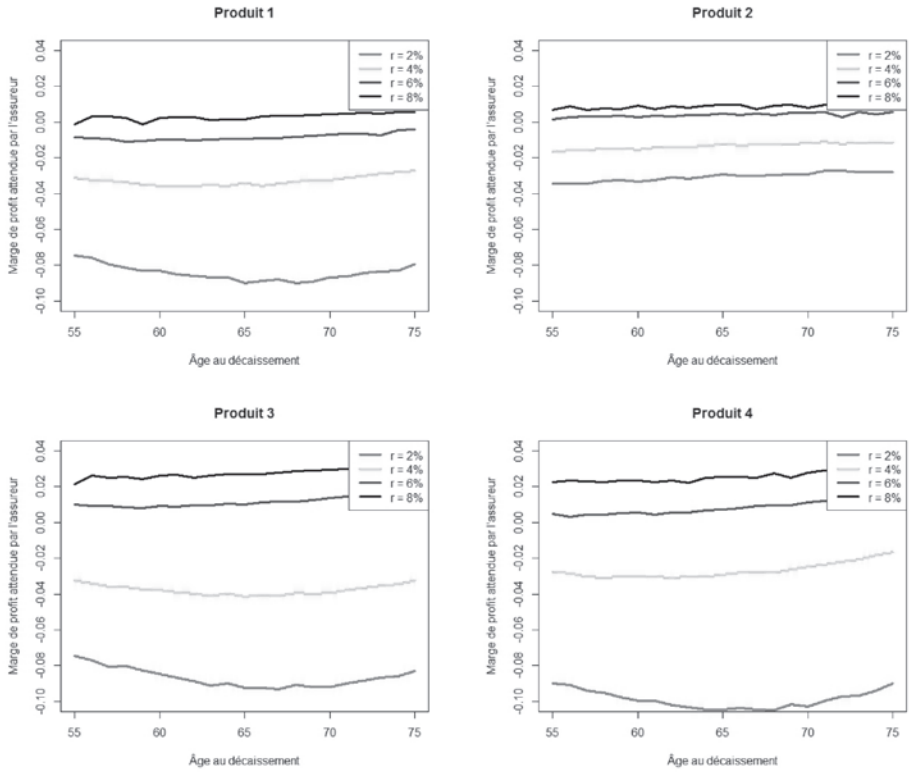 Produit 1
Marge de profit attendue par l'assureur
0.04
0.02
0.00
-0.02
-0.04
-0.06
-0.08
-0.10
r = 2%
r = 4%
r = 6%
r = 8%
55 60 65 70 75
Âge au décaissement
Produit 2
Marge de profit attendue par l'assureur
0.04
0.02
0.00
-0.02
-0.04
-0.06
-0.08
-0.10
r = 2%
r = 4%
r = 6%
r = 8%
55 60 65 70 75
Âge au décaissement
Produit 3
Marge de profit attendue par l'assureur
0.04
0.02
0.00
-0.02
-0.04
-0.06
-0.08
-0.10
r = 2%
r = 4%
r = 6%
r = 8%
55 60 65 70 75
Âge au décaissement
Produit 4
Marge de profit attendue par l'assureur
0.04
0.02
0.00
-0.02
-0.04
-0.06
-0.08
-0.10
r = 2%
r = 4%
r = 6%
r = 8%
55 60 65 70 75
Âge au décaissement